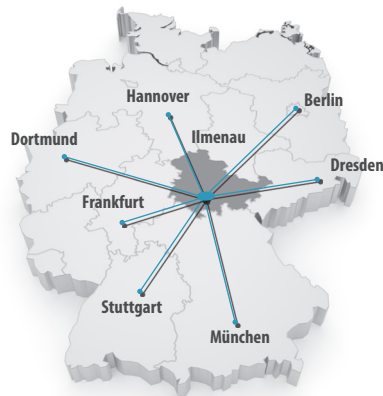 Hannover
Berlin
Ilmenau
Dortmund
Dresden
Frankfurt
Stuttgart
München